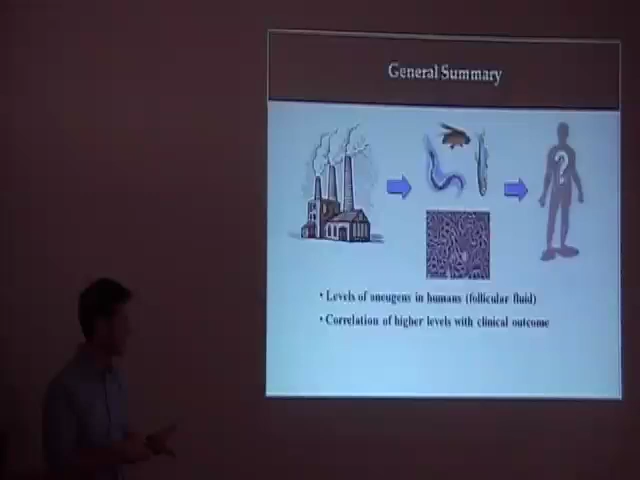 General Summary
?
• Levels of aneugens in humans (follicular fluid)
• Correlation of higher levels with clinical outcome